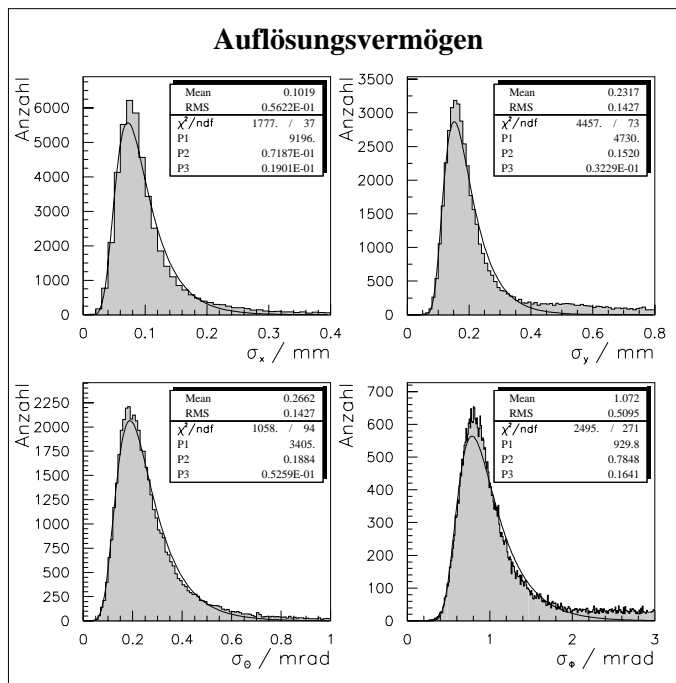 Auflösungsvermögen
Anzahl
Mean 0.1019
RMS 0.5622E-01
χ²/ndf 1777. / 37
P1 9196.
P2 0.7187E-01
P3 0.1901E-01
6000
5000
4000
3000
2000
1000
0
0 0.1 0.2 0.3 0.4
σx / mm
Anzahl
Mean 0.2317
RMS 0.1427
χ²/ndf 4457. / 73
P1 4730.
P2 0.1520
P3 0.3229E-01
3500
3000
2500
2000
1500
1000
500
0
0 0.2 0.4 0.6 0.8
σy / mm
Anzahl
Mean 0.2662
RMS 0.1427
χ²/ndf 1058. / 94
P1 3405.
P2 0.1884
P3 0.5259E-01
2250
2000
1750
1500
1250
1000
750
500
250
0
0 0.2 0.4 0.6 0.8 1
σΘ / mrad
Anzahl
Mean 1.072
RMS 0.5095
χ²/ndf 2495. / 271
P1 929.8
P2 0.7848
P3 0.1641
700
600
500
400
300
200
100
0
0 1 2 3
σΦ / mrad